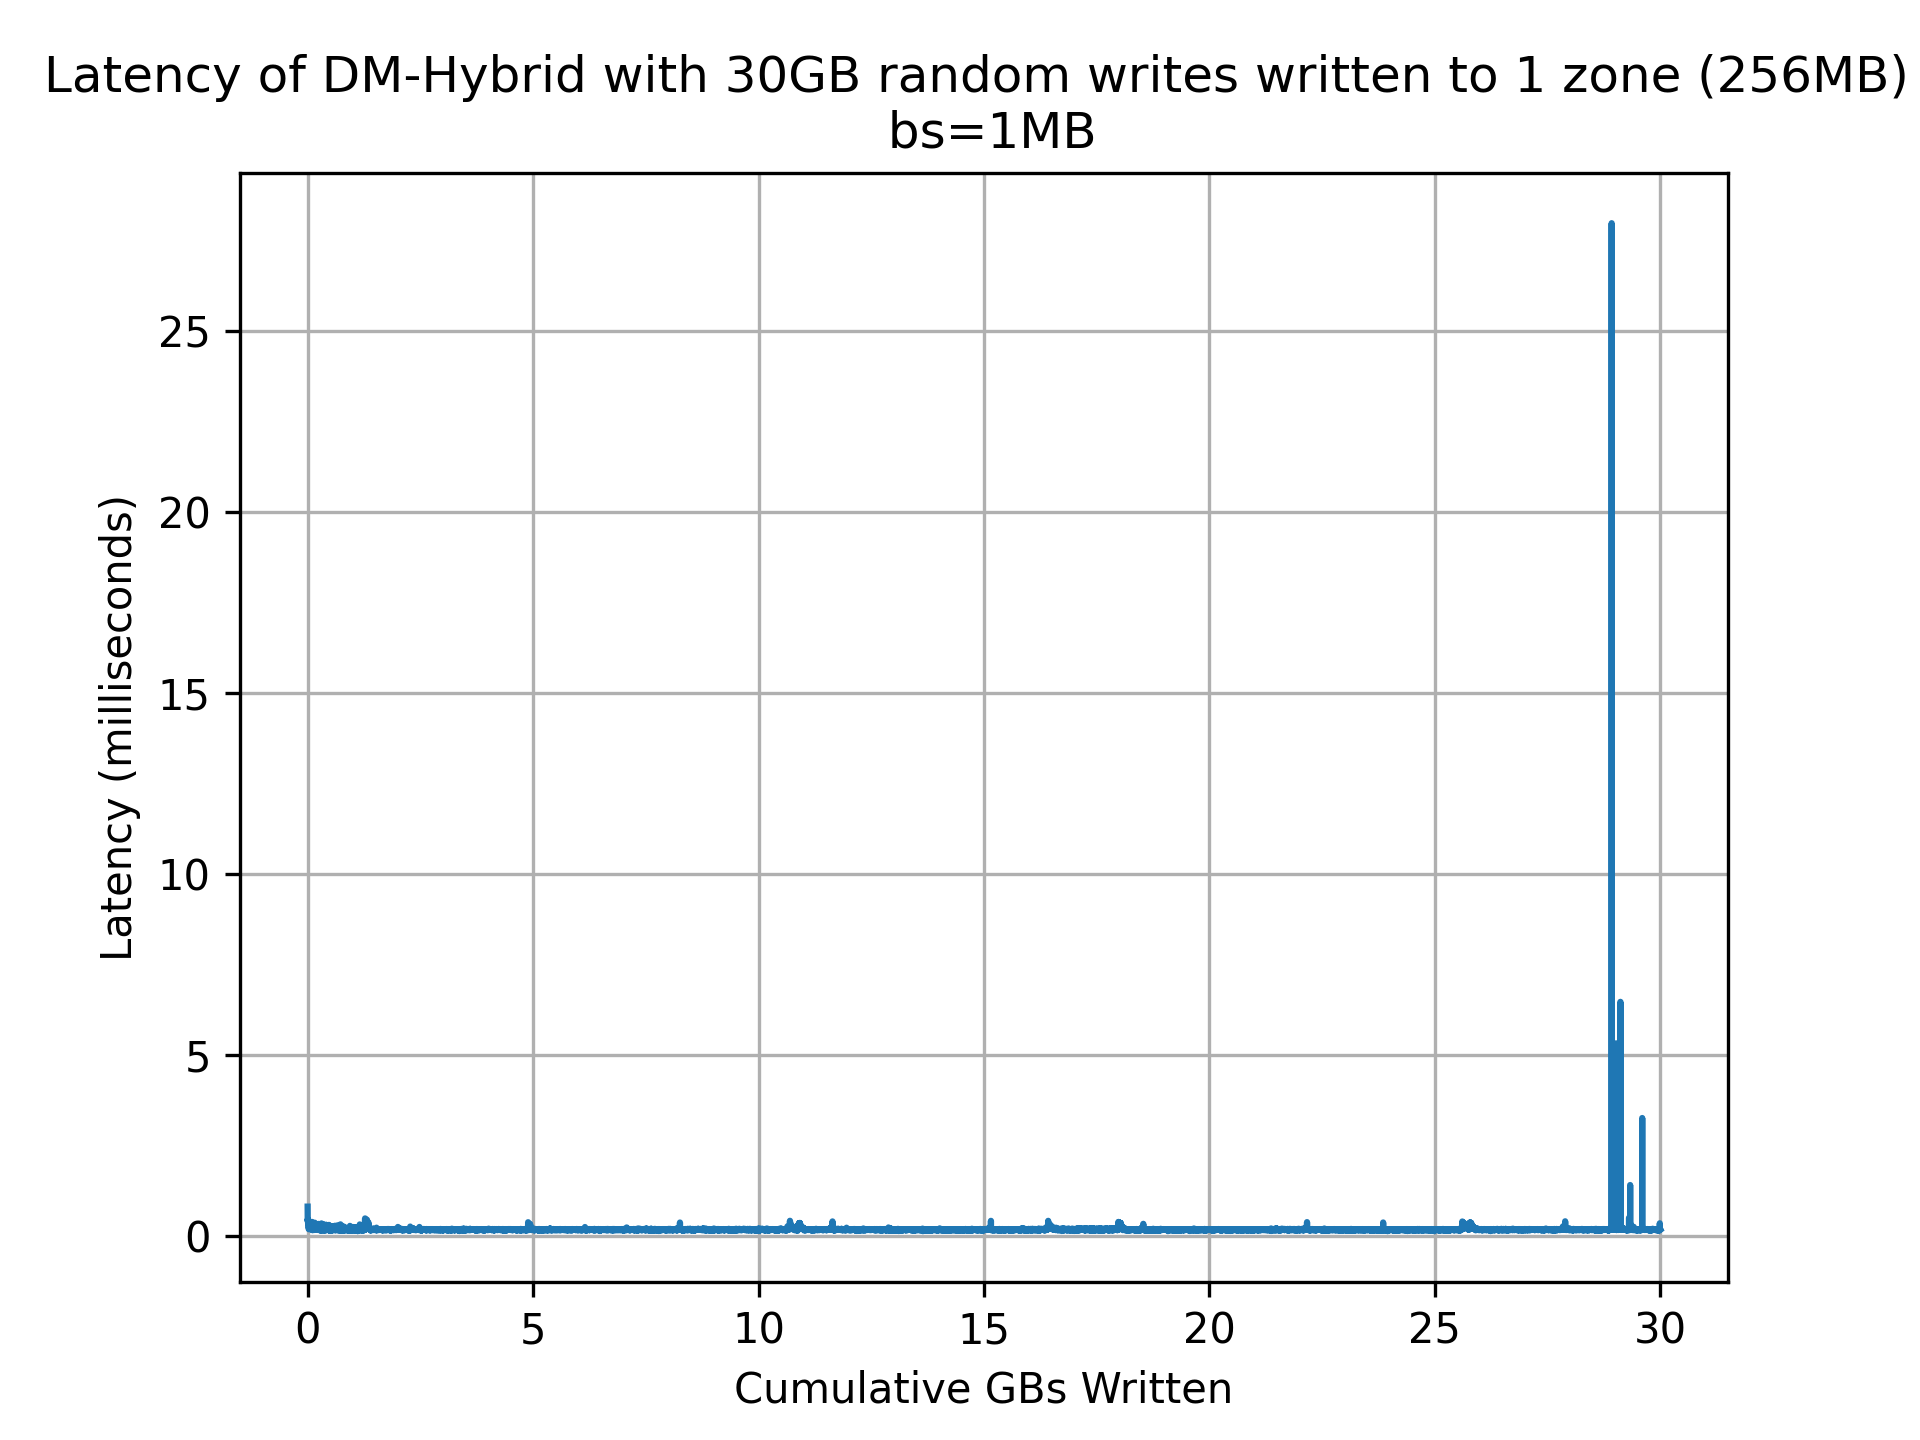 Latency of DM-Hybrid with 30GB random writes written to 1 zone (256MB)
bs=1MB
Latency (milliseconds)
25
20
15
10
5
0
0 5 10 15 20 25 30
Cumulative GBs Written